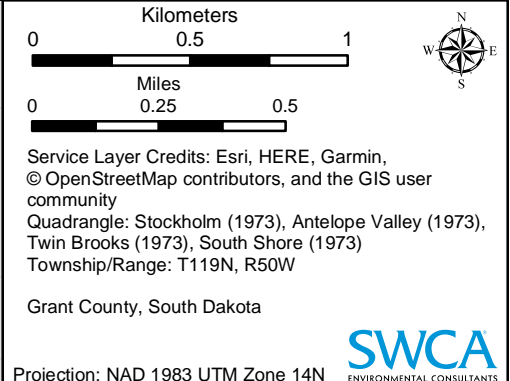 Kilometers
0 0.5 1
N
W E
S
Miles
0 0.25 0.5
Service Layer Credits: Esri, HERE, Garmin,
© OpenStreetMap contributors, and the GIS user
community
Quadrangle: Stockholm (1973), Antelope Valley (1973),
Twin Brooks (1973), South Shore (1973)
Township/Range: T119N, R50W
Grant County, South Dakota
SWCA
ENVIRONMENTAL CONSULTANTS
Projection: NAD 1983 UTM Zone 14N